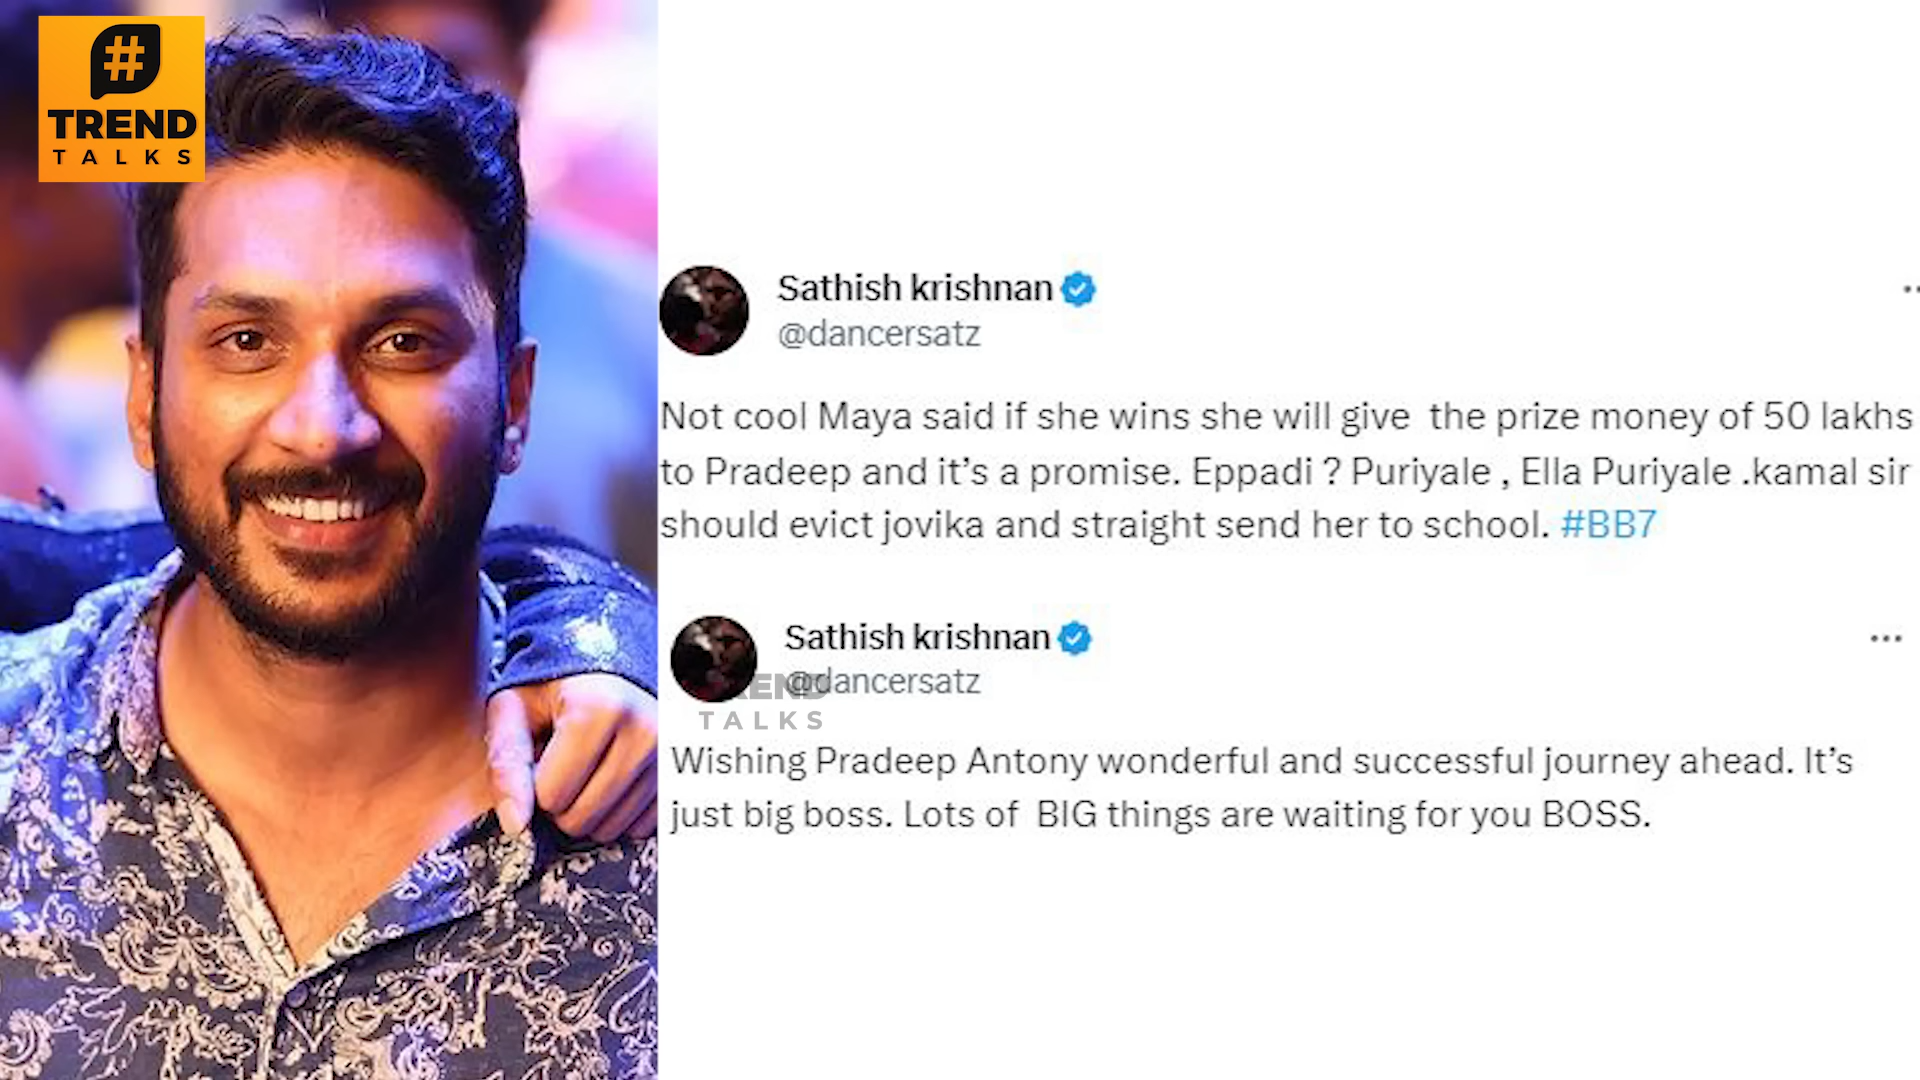 #
TREND
TALKS
Sathish krishnan
@dancersatz
Not cool Maya said if she wins she will give the prize money of 50 lakhs
to Pradeep and it’s a promise. Eppadi ? Puriyale , Ella Puriyale .kamal sir
should evict jovika and straight send her to school. #BB7
Sathish krishnan
@dancersatz
TREND
TALKS
Wishing Pradeep Antony wonderful and successful journey ahead. It’s
just big boss. Lots of BIG things are waiting for you BOSS.